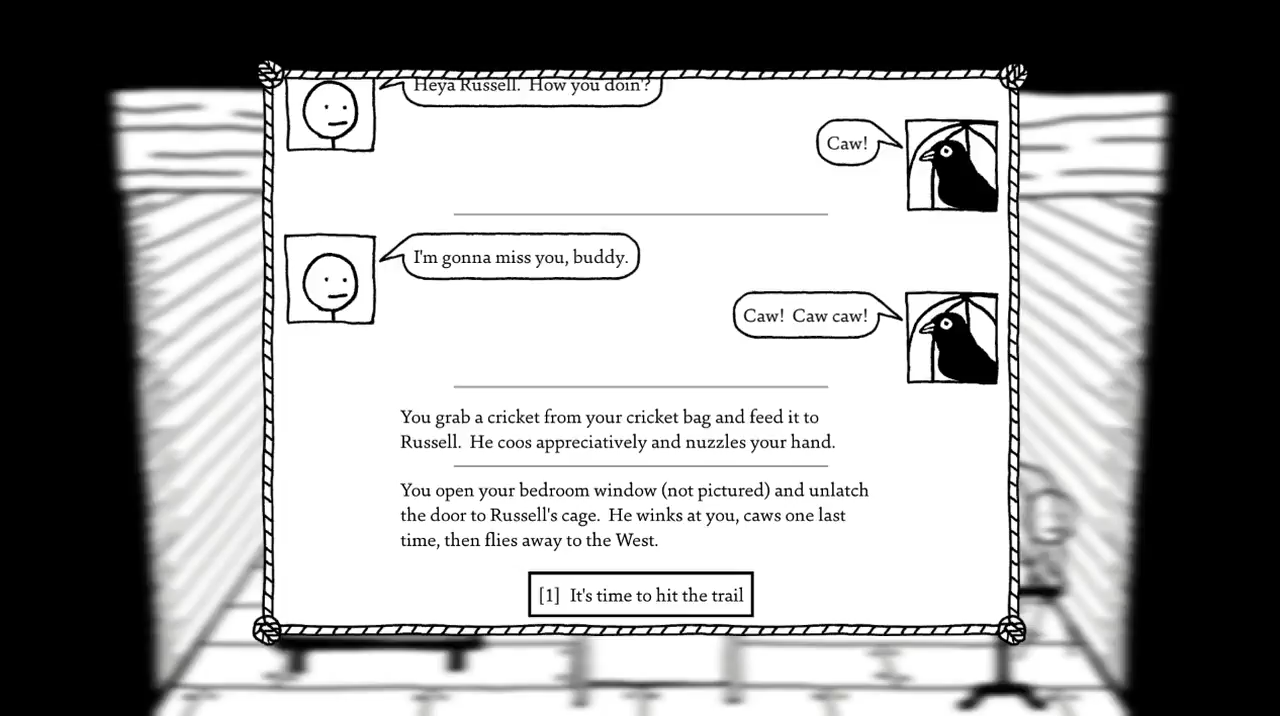 Heya Russell. How you doin'?
Caw!
I'm gonna miss you, buddy.
Caw! Caw caw!
You grab a cricket from your cricket bag and feed it to
Russell. He coos appreciatively and nuzzles your hand.
You open your bedroom window (not pictured) and unlatch
the door to Russell's cage. He winks at you, caws one last
time, then flies away to the West.
[1] It's time to hit the trail